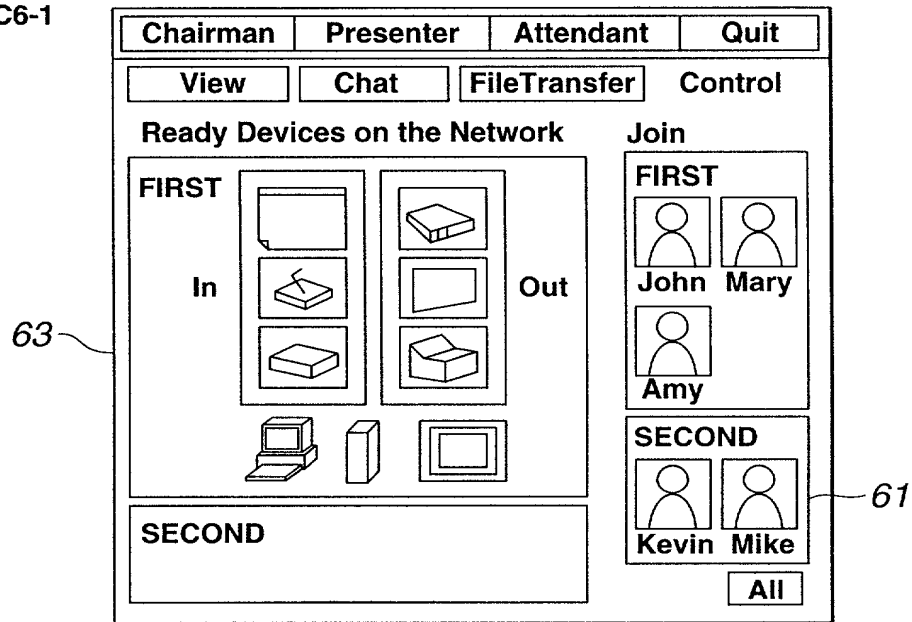 C6-1
Chairman Presenter Attendant Quit
View Chat FileTransfer Control
Ready Devices on the Network
Join
FIRST
In
Out
FIRST
John Mary
Amy
63
SECOND
Kevin Mike
61
SECOND
All